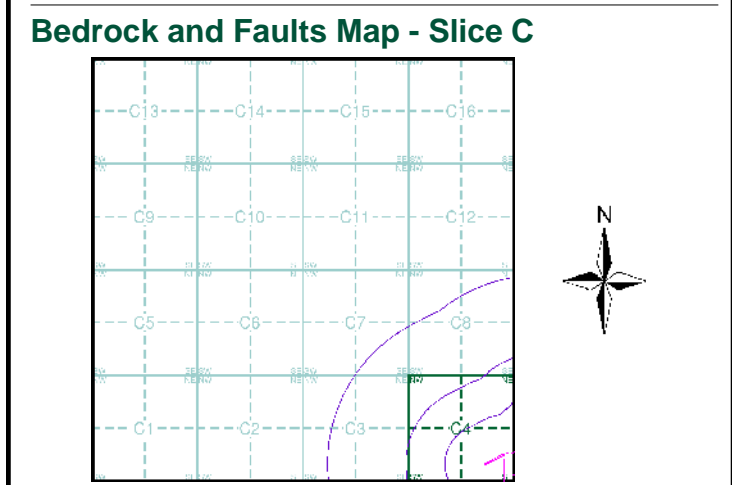 Bedrock and Faults Map - Slice C
C13 C14 C15 C16
N
C9 C10 C11 C12
C5 C6 C7 C8
C1 C2 C3 C4